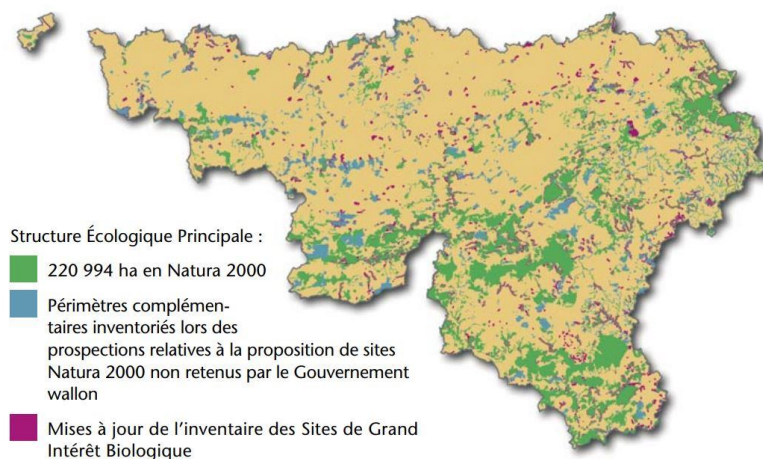 Structure Écologique Principale :
220 994 ha en Natura 2000
Périmètres complémen-
taires inventoriés lors des
prospections relatives à la proposition de sites
Natura 2000 non retenus par le Gouvernement
wallon
Mises à jour de l'inventaire des Sites de Grand
Intérêt Biologique